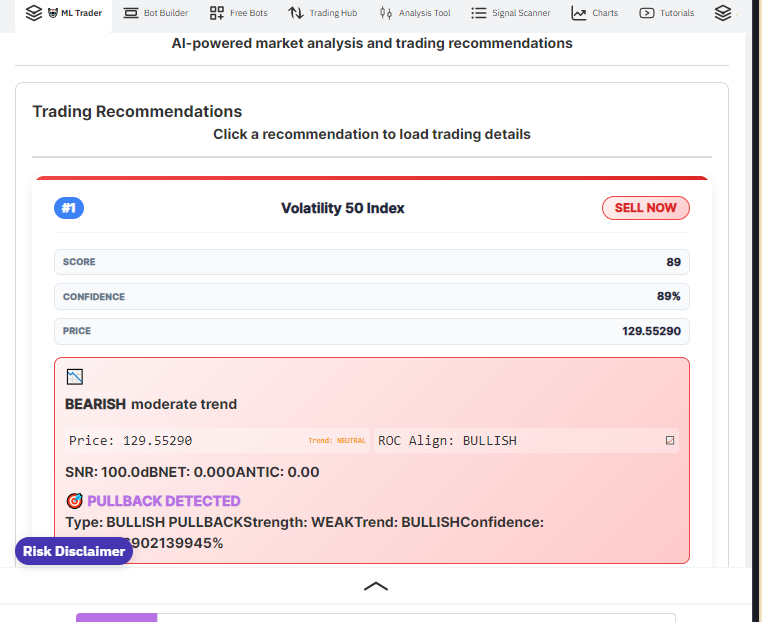 ML Trader Bot Builder Free Bots Trading Hub Analysis Tool Signal Scanner Charts Tutorials
AI-powered market analysis and trading recommendations
Trading Recommendations
Click a recommendation to load trading details
#1 Volatility 50 Index SELL NOW
SCORE 89
CONFIDENCE 89%
PRICE 129.55290
BEARISH moderate trend
Price: 129.55290 Trend: NEUTRAL ROC Align: BULLISH
SNR: 100.0dBNET: 0.000ANTIC: 0.00
PULLBACK DETECTED
Type: BULLISH PULLBACKStrength: WEAKTrend: BULLISHConfidence:
902139945%
Risk Disclaimer